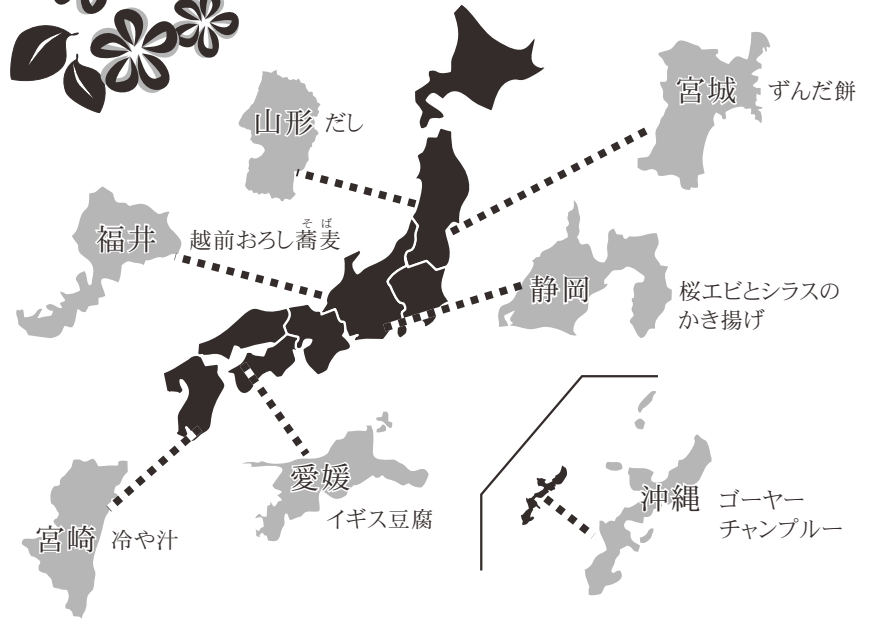 宮城 ずんだ餅
山形 だし
福井 越前おろし蕎麦
そば
静岡 桜エビとシラスの
かき揚げ
愛媛
イギス豆腐
沖縄 ゴーヤー
チャンプルー
宮崎 冷や汁